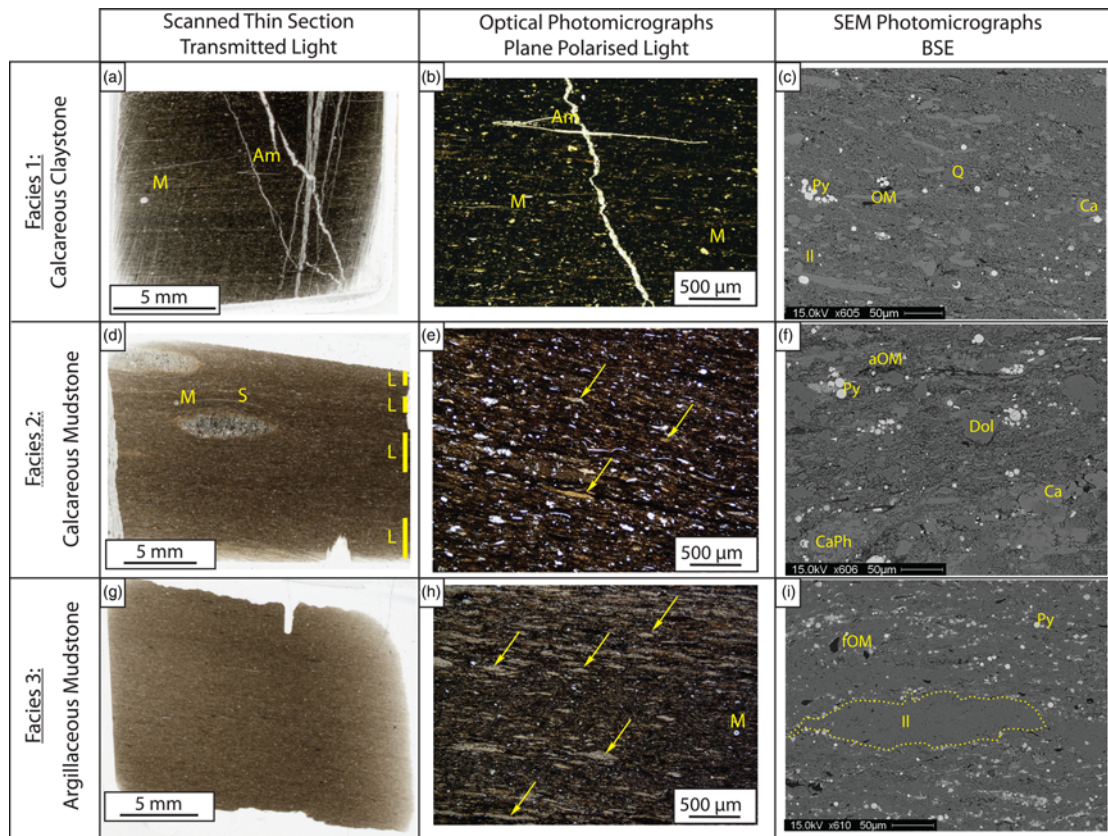 Scanned Thin Section
Transmitted Light
Optical Photomicrographs
Plane Polarised Light
SEM Photomicrographs
BSE
Facies 1:
Calcareous Claystone
(a)
Am
M
5 mm
(b)
Am
M
M
500 µm
(c)
Q
Py
OM
Ca
Il
15.0kV x605 50µm
Facies 2:
Calcareous Mudstone
(d)
M S
L
L
L
L
5 mm
(e)
500 µm
(f)
aOM
Py
Dol
Ca
CaPh
15.0kV x606 50µm
Facies 3:
Argillaceous Mudstone
(g)
5 mm
(h)
M
500 µm
(i)
Py
fOM
Il
15.0kV x610 50µm